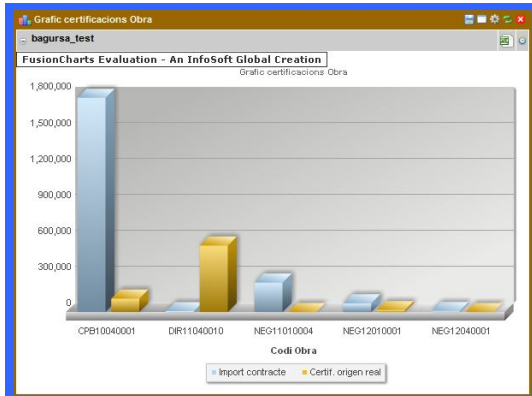 Grafic certificacions Obra
bagursa_test
FusionCharts Evaluation - An InfoSoft Global Creation
Grafic certificacions Obra
1,800,000
1,500,000
1,200,000
900,000
600,000
300,000
0
CPB10040001 DIR11040010 NEG11010004 NEG12010001 NEG12040001
Codi Obra
Import contracte Certif. origen real